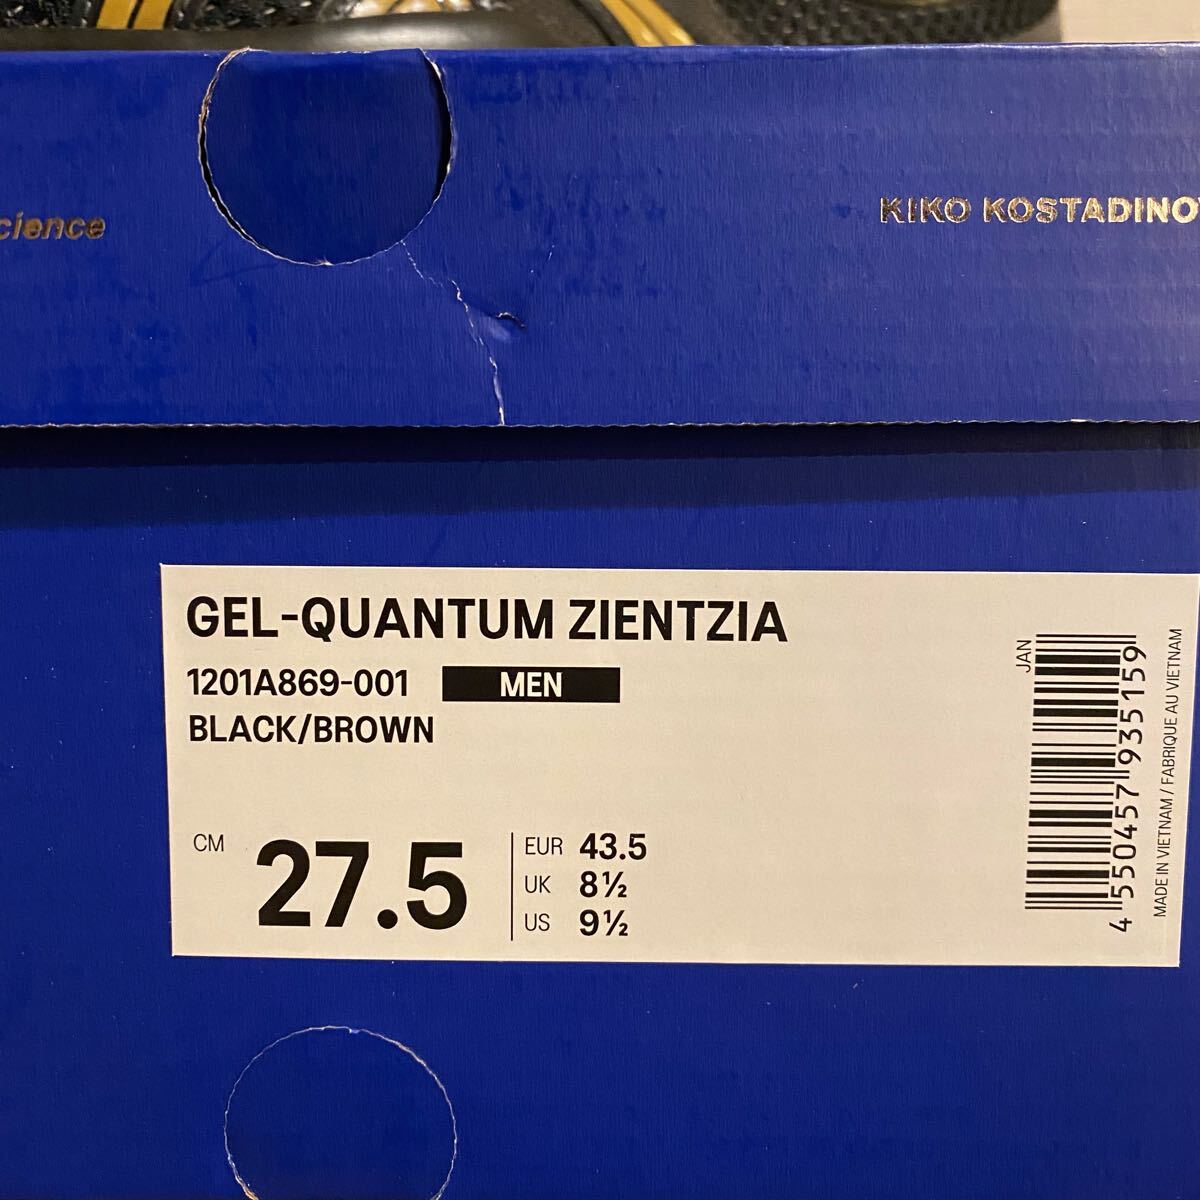 cience
KIKO KOSTADINO
GEL-QUANTUM ZIENTZIA
1201A869-001 MEN
BLACK/BROWN
CM 27.5
EUR 43.5
UK 8½
US 9½
JAN
4 550457 935159
MADE IN VIETNAM / FABRIQUE AU VIETNAM